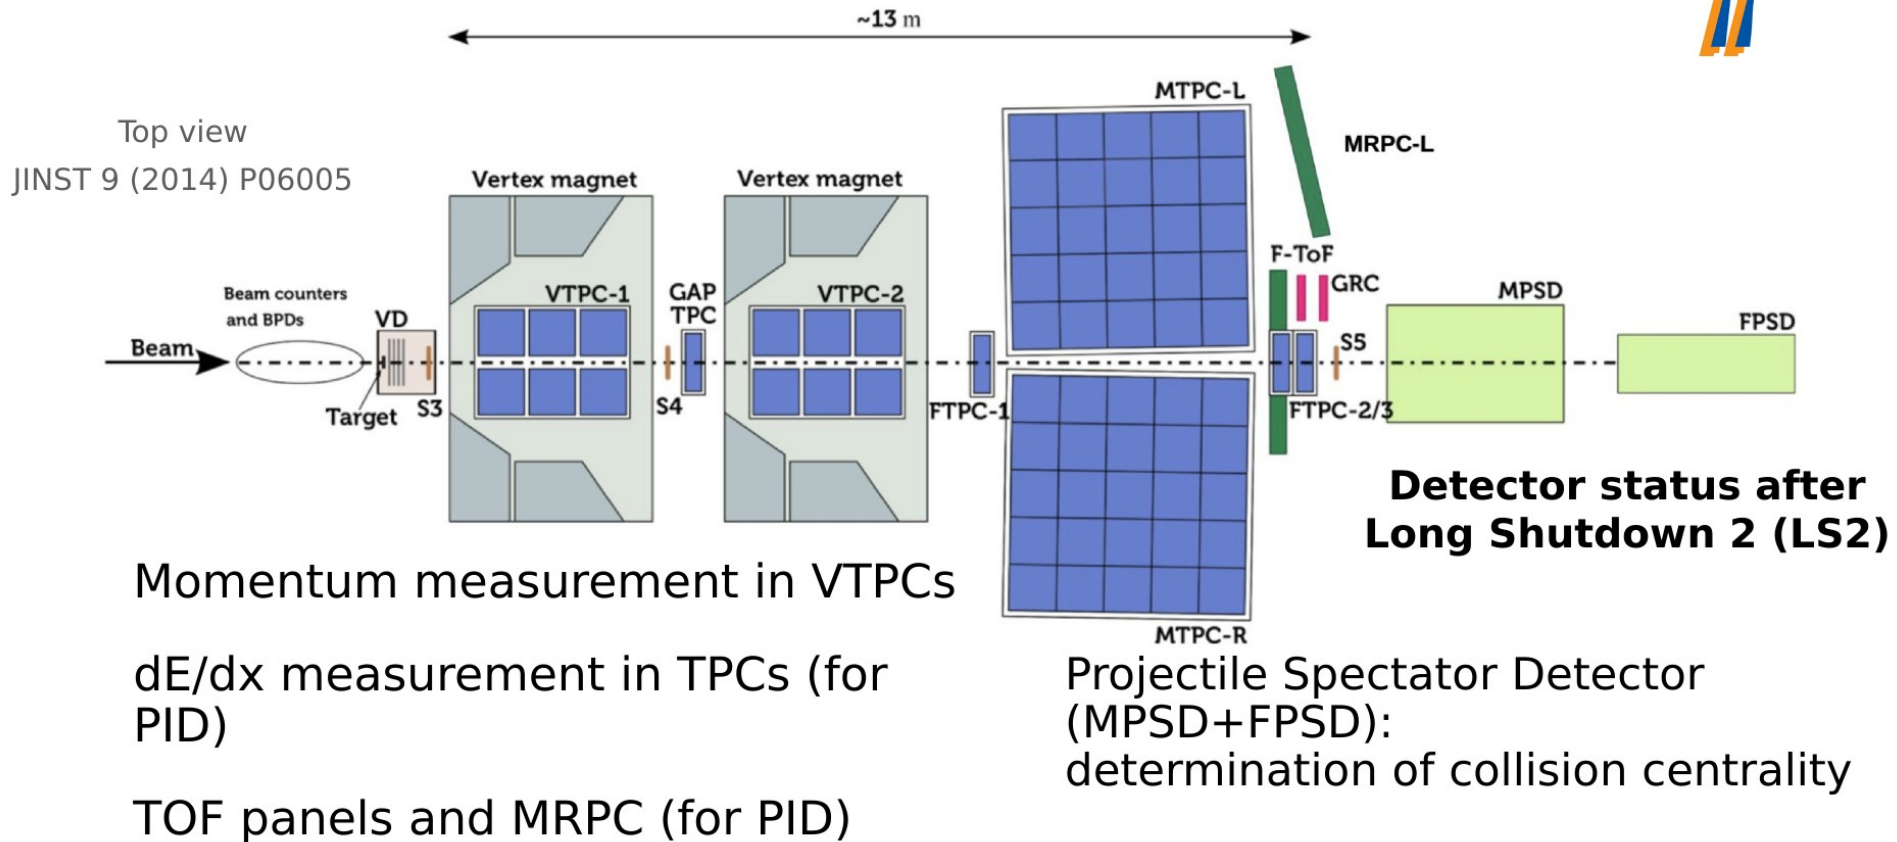 ~13 m
MTPC-L
Top view
JINST 9 (2014) P06005
MRPC-L
Vertex magnet
Vertex magnet
F-ToF
GRC
Beam counters
and BPDs
VD
VTPC-1
GAP
TPC
VTPC-2
MPSD
FPSD
Beam
S5
Target
S3
S4
FTPC-1
FTPC-2/3
Detector status after
Long Shutdown 2 (LS2)
MTPC-R
Momentum measurement in VTPCs
dE/dx measurement in TPCs (for
PID)
TOF panels and MRPC (for PID)
Projectile Spectator Detector
(MPSD+FPSD):
determination of collision centrality